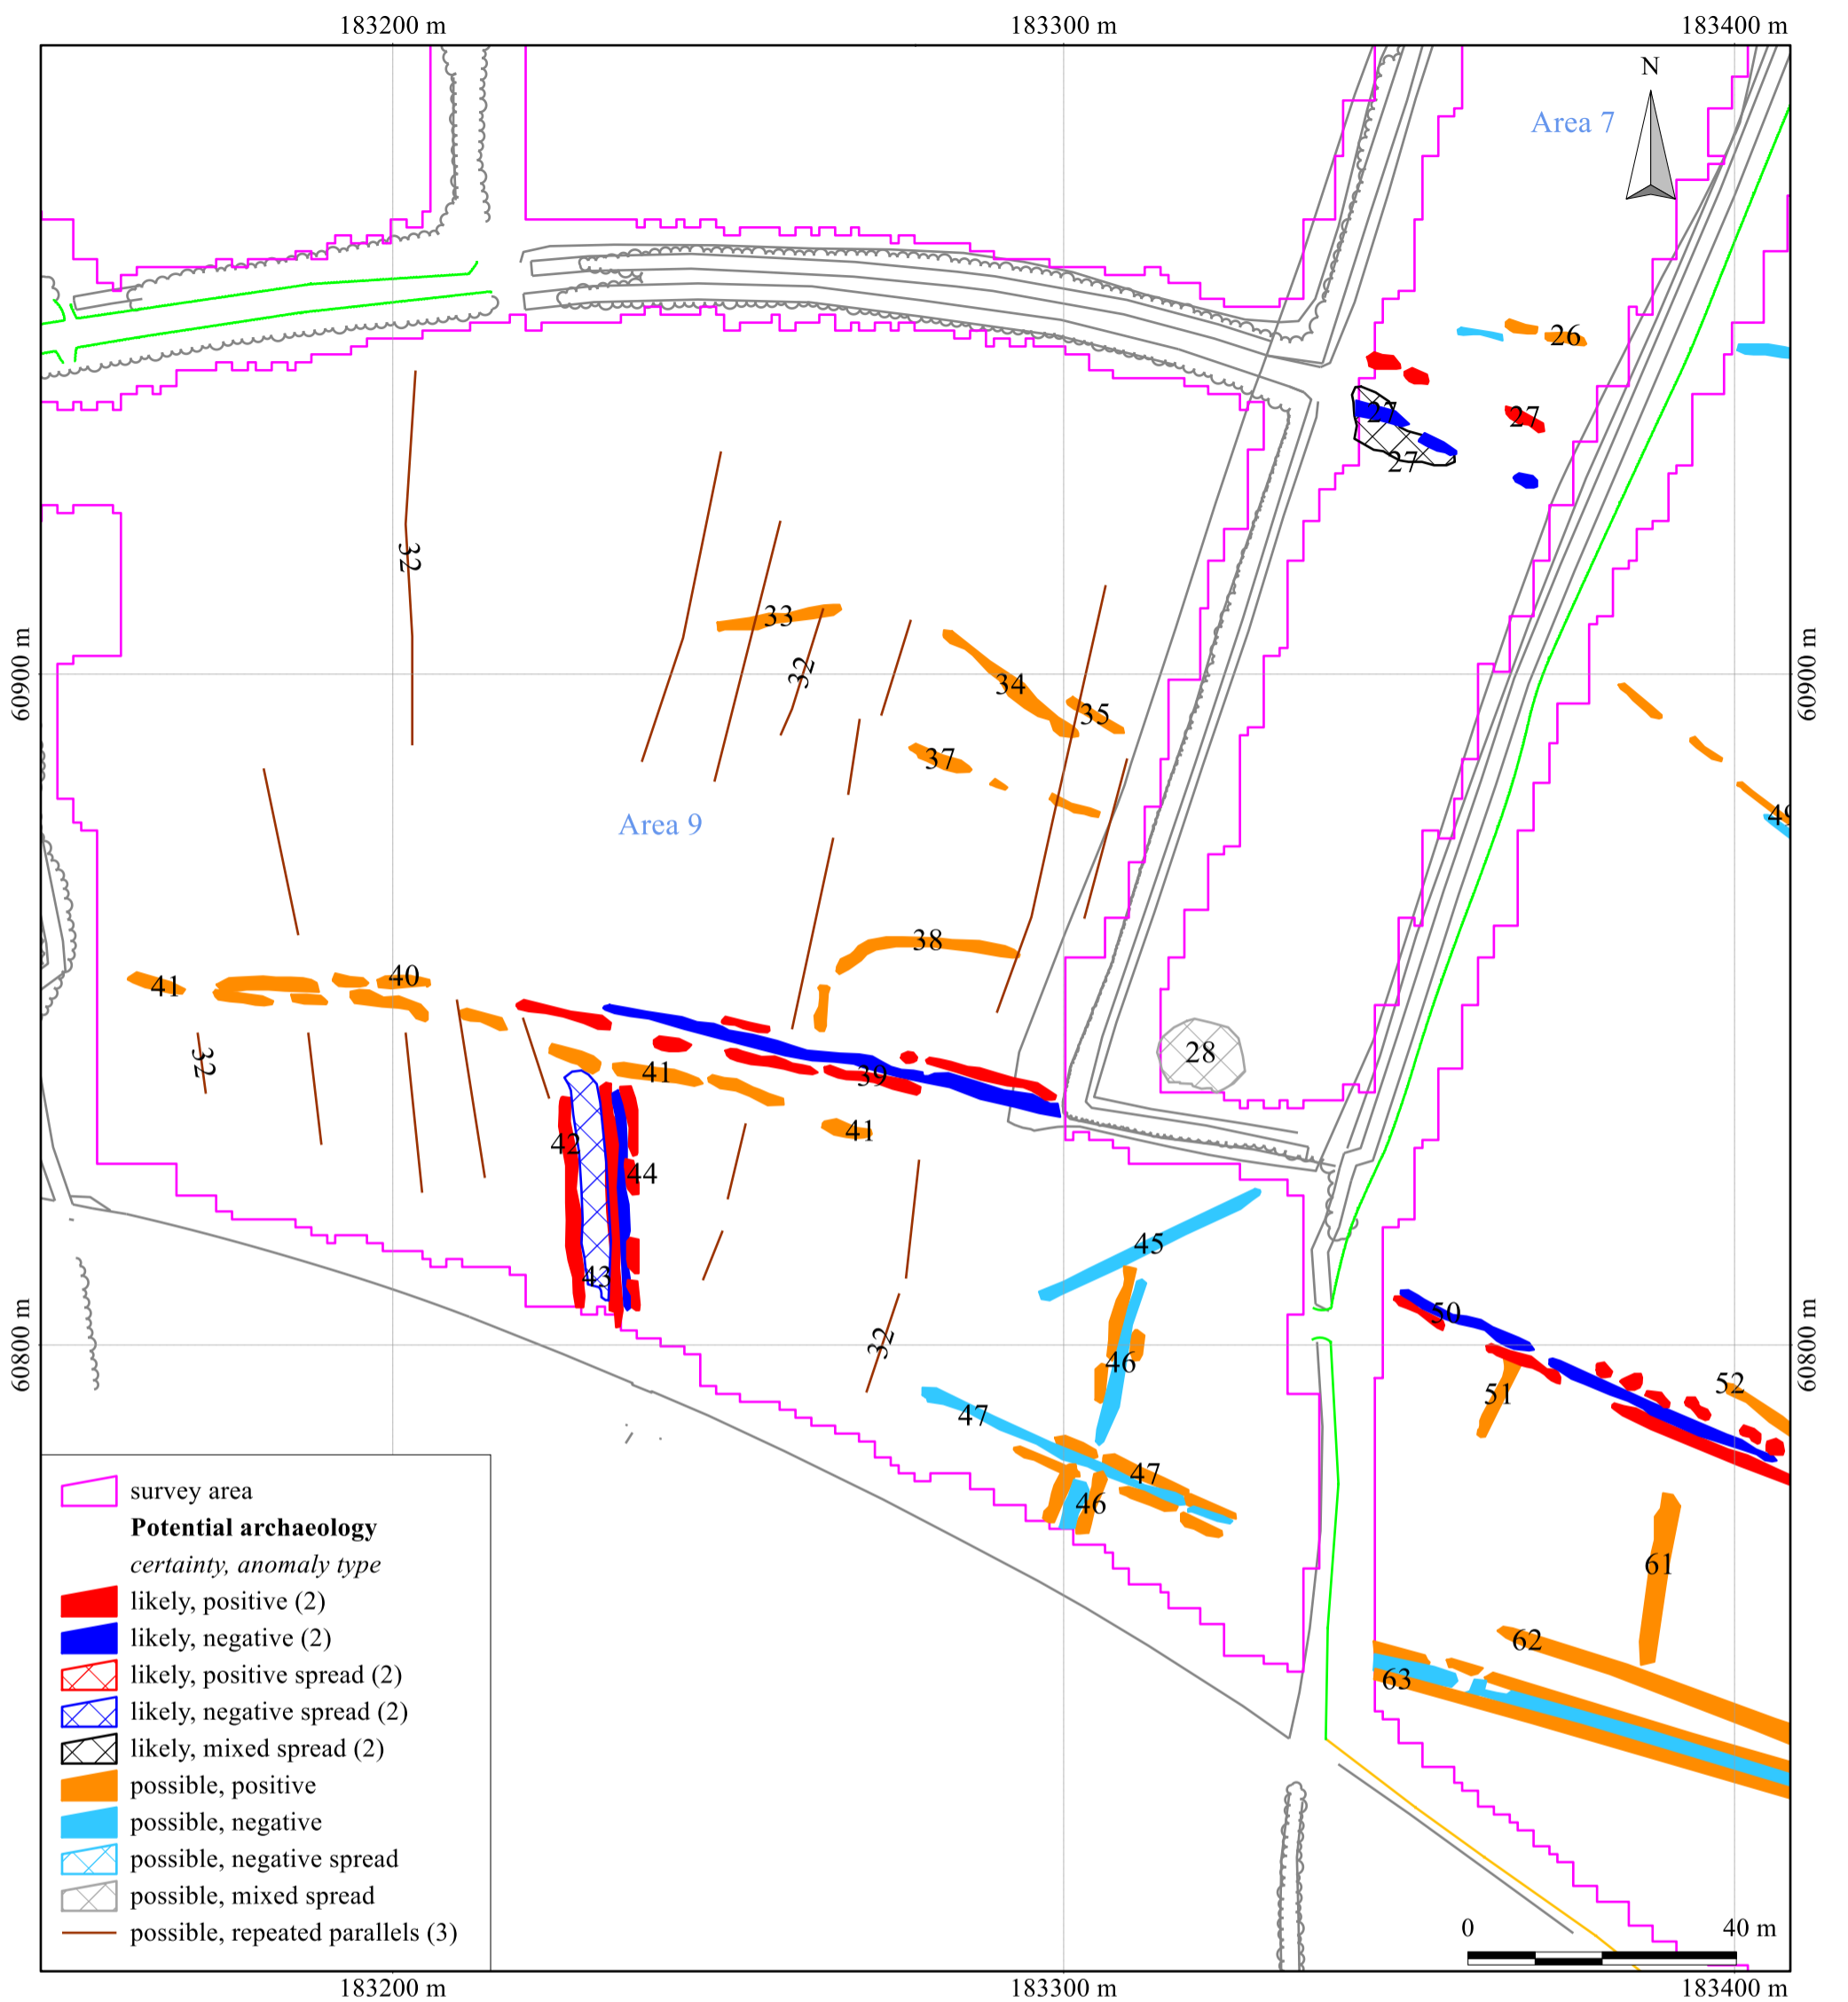 183200 m
183300 m
183400 m
N
Area 7
26
27
27
27
32
33
32
60900 m
60900 m
34
35
37
Area 9
49
38
41
40
28
32
41
39
41
42
44
45
43
50
60800 m
60800 m
32
46
51
52
47
47
46
61
62
63
survey area
Potential archaeology
certainty, anomaly type
likely, positive (2)
likely, negative (2)
likely, positive spread (2)
likely, negative spread (2)
likely, mixed spread (2)
possible, positive
possible, negative
possible, negative spread
possible, mixed spread
possible, repeated parallels (3)
0
40 m
183200 m
183300 m
183400 m